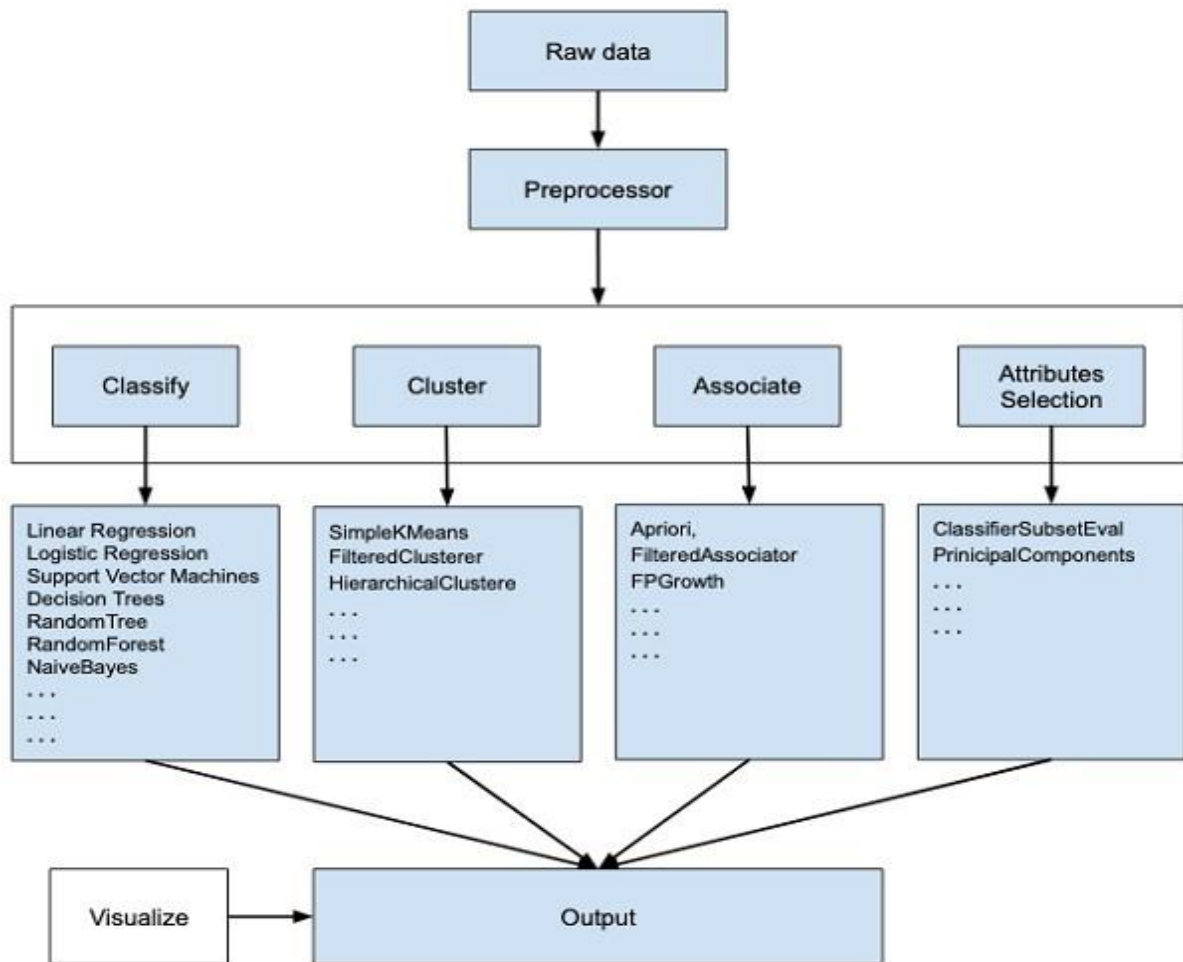 Raw data
Preprocessor
Classify
Cluster
Associate
Attributes
Selection
Linear Regression
Logistic Regression
Support Vector Machines
Decision Trees
RandomTree
RandomForest
NaiveBayes
. . .
. . .
. . .
SimpleKMeans
FilteredClusterer
HierarchicalClustere
. . .
. . .
. . .
Apriori,
FilteredAssociator
FPGrowth
. . .
. . .
. . .
ClassifierSubsetEval
PrinicipalComponents
. . .
. . .
. . .
Visualize
Output